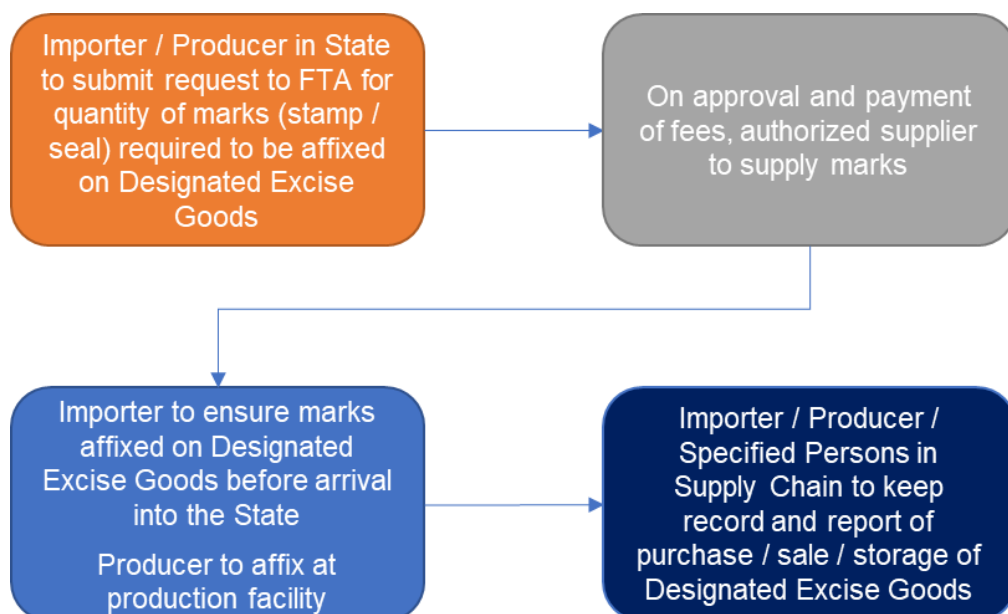 Importer / Producer in State
to submit request to FTA for
quantity of marks (stamp /
seal) required to be affixed
on Designated Excise
Goods
On approval and payment
of fees, authorized supplier
to supply marks
Importer to ensure marks
affixed on Designated
Excise Goods before arrival
into the State
Producer to affix at
production facility
Importer / Producer /
Specified Persons in
Supply Chain to keep
record and report of
purchase / sale / storage of
Designated Excise Goods